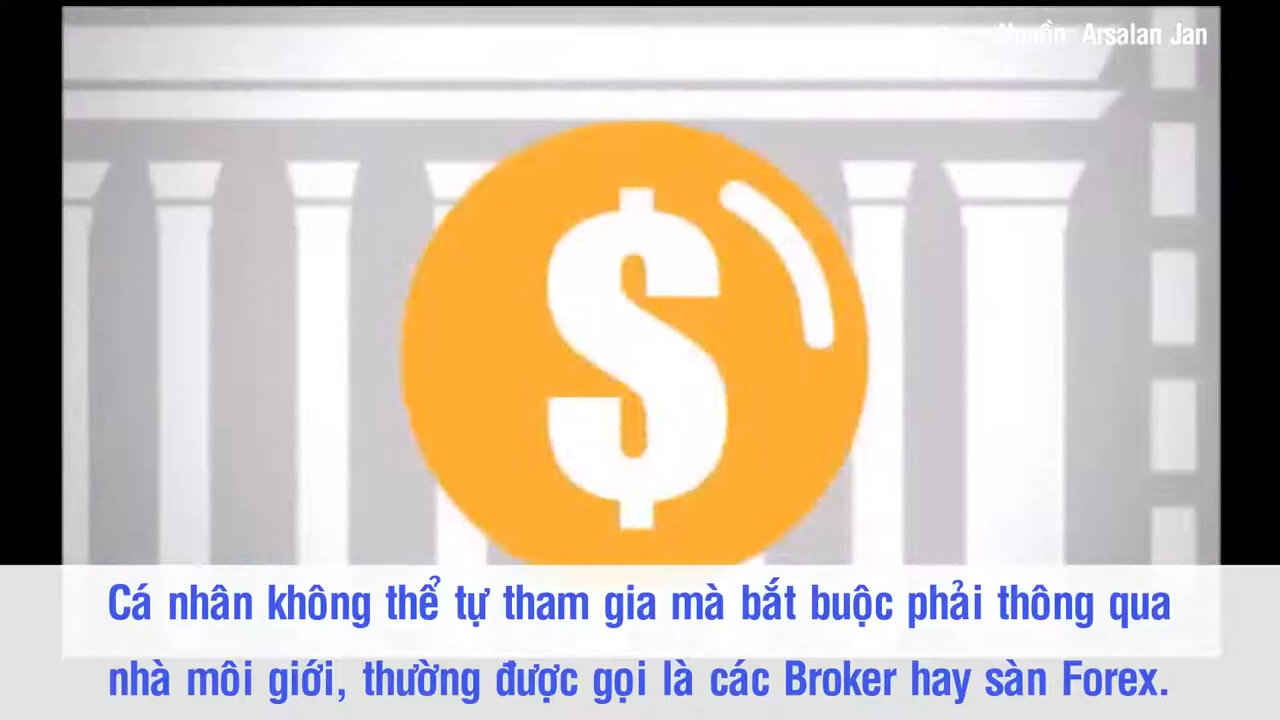 Arsalan Jan
$
Cá nhân không thể tự tham gia mà bắt buộc phải thông qua
nhà môi giới, thường được gọi là các Broker hay sàn Forex.